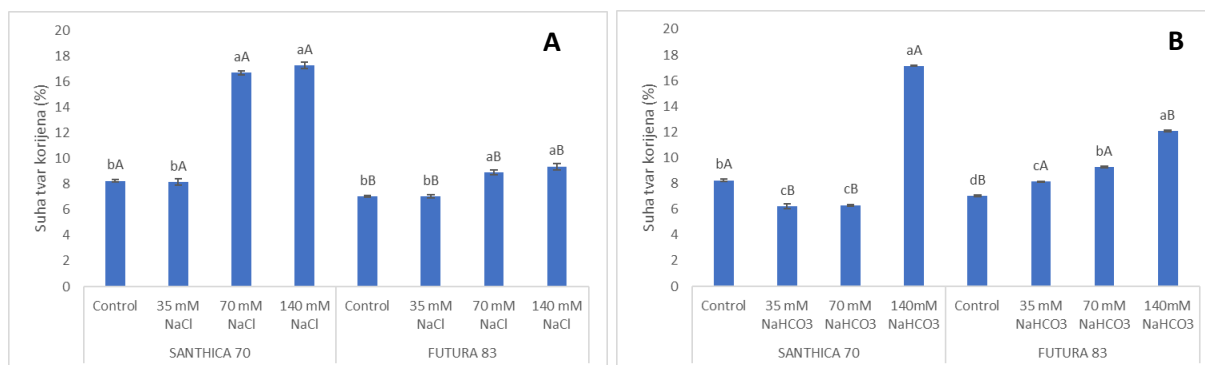 A
Suha tvar korijena (%)
20
18
16
14
12
10
8
6
4
2
0
bA
bA
aA
aA
bB
bB
aB
aB
Control
35 mM
NaCl
70 mM
NaCl
140 mM
NaCl
Control
35 mM
NaCl
70 mM
NaCl
140 mM
NaCl
SANTHICA 70
FUTURA 83
B
Suha tvar korijena (%)
20
18
16
14
12
10
8
6
4
2
0
bA
cB
cB
aA
dB
cA
bA
aB
Control
35 mM
NaHCO3
70 mM
NaHCO3
140mM
NaHCO3
Control
35 mM
NaHCO3
70 mM
NaHCO3
140mM
NaHCO3
SANTHICA 70
FUTURA 83